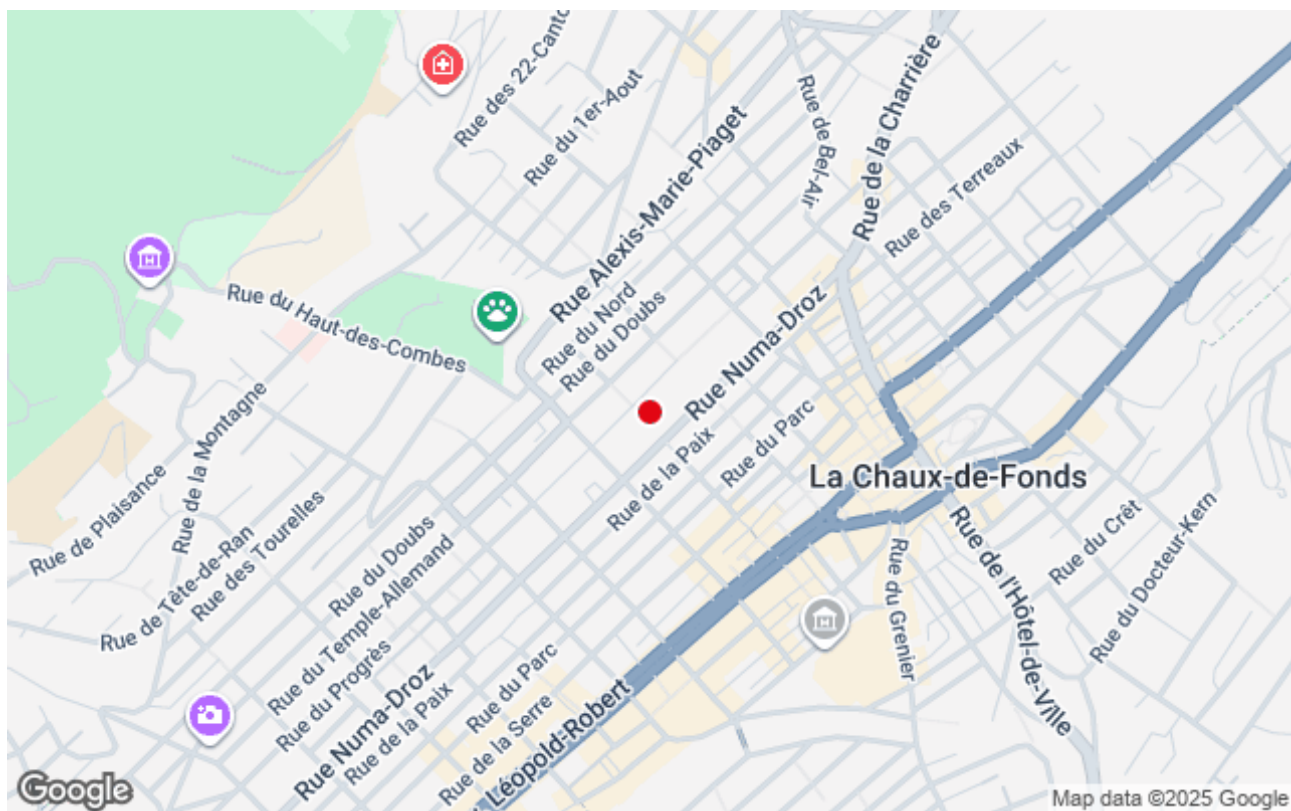 Rue des 22-Canto
Rue du 1er-Aout
Rue Alexis-Marie-Piaget
Rue de Bel-Air
Rue de la Charrière
Rue des Terreaux
Rue du Haut-des-Combes
Rue du Nord
Rue du Doubs
Rue Numa-Droz
Rue de la Paix
Rue du Parc
La Chaux-de-Fonds
Rue de la Montagne
Rue de Plaisance
Rue de Tête-de-Ran
Rue des Tourelles
Rue du Doubs
Rue du Temple-Allemand
Rue du Progrès
Rue Numa-Droz
Rue de la Paix
Rue du Parc
Rue de la Serre
Léopold-Robert
Rue du Grenier
Rue de l'Hôtel-de-Ville
Rue du Crêt
Rue du Docteur-Kern
Google
Map data ©2025 Google